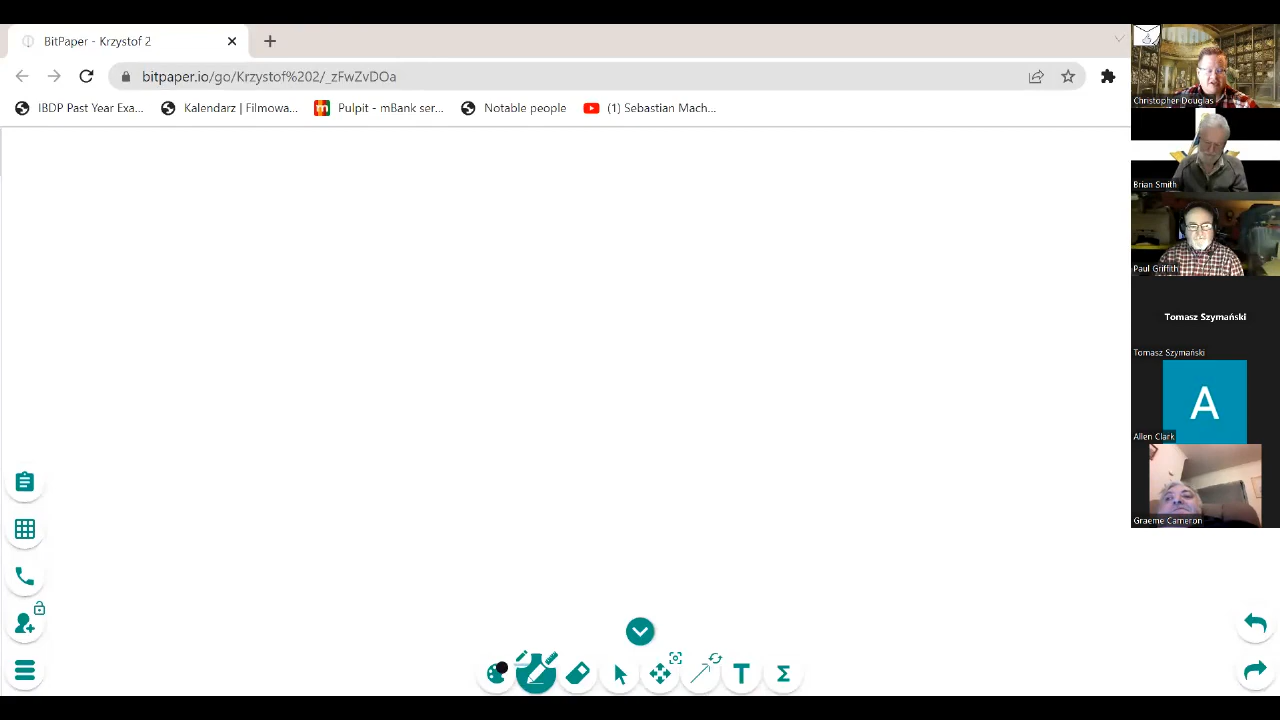 BitPaper - Krzystof 2
bitpaper.io/go/Krzystof%202/_zFwZvDOa
IBDP Past Year Exa... Kalendarz | Filmowa... Pulpit - mBank ser... Notable people (1) Sebastian Mach...
Christopher Douglas
Brian Smith
Paul Griffith
Tomasz Szymański
Tomasz Szymański
A
Allen Clark
Graeme Cameron
T Σ